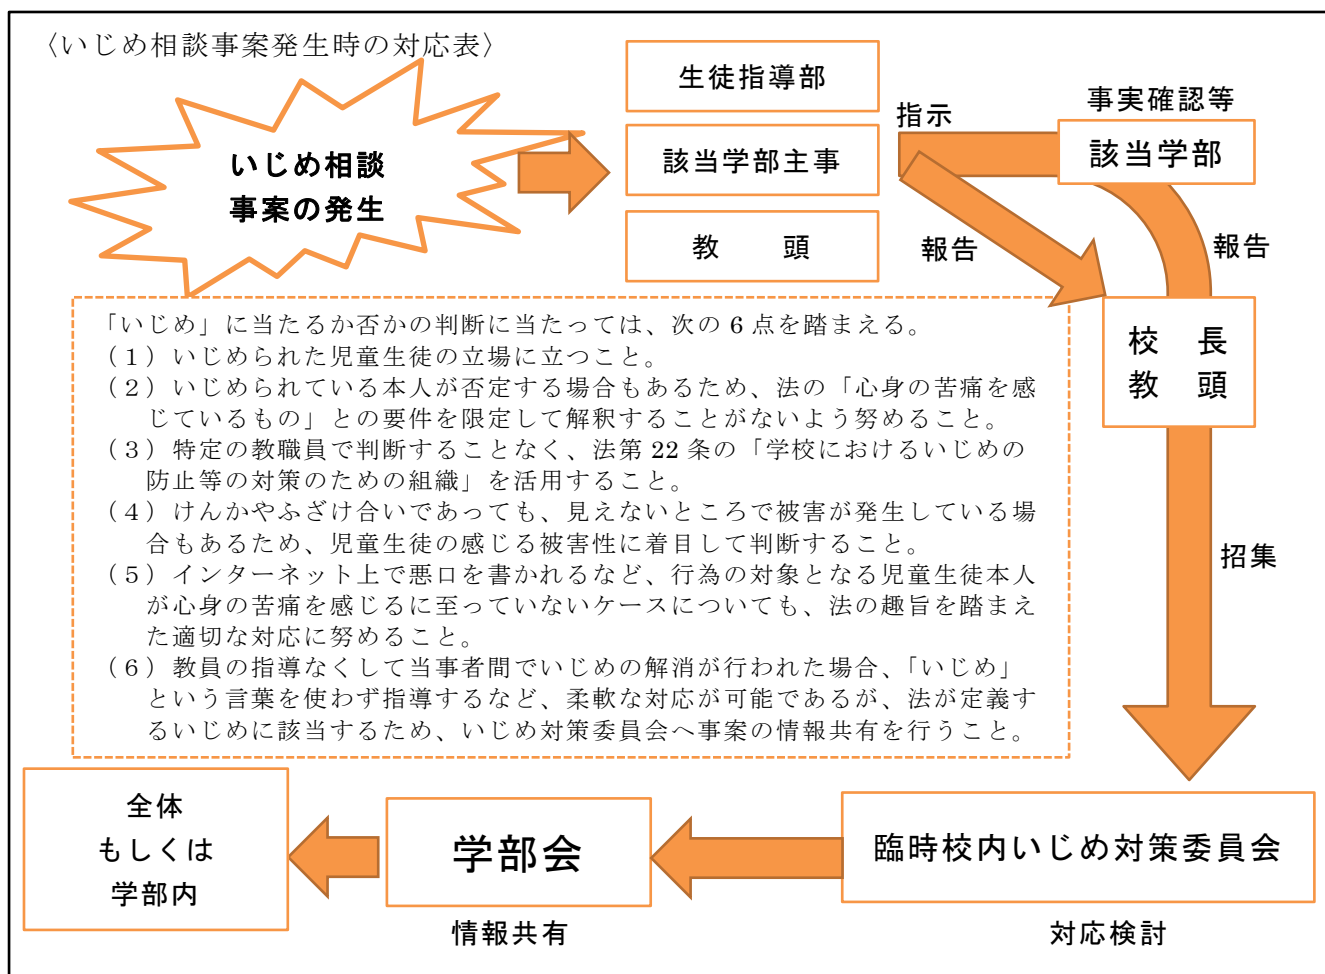 〈いじめ相談事案発生時の対応表〉
いじめ相談
事案の発生
生徒指導部
該当学部主事
教　　頭
指示
事実確認等
該当学部
報告
報告
校　長
教　頭
「いじめ」に当たるか否かの判断に当たっては、次の 6 点を踏まえる。
（１）いじめられた児童生徒の立場に立つこと。
（２）いじめられている本人が否定する場合もあるため、法の「心身の苦痛を感
じているもの」との要件を限定して解釈することがないよう努めること。
（３）特定の教職員で判断することなく、法第 22 条の「学校におけるいじめの
防止等の対策のための組織」を活用すること。
（４）けんかやふざけ合いであっても、見えないところで被害が発生している場
合もあるため、児童生徒の感じる被害性に着目して判断すること。
（５）インターネット上で悪口を書かれるなど、行為の対象となる児童生徒本人
が心身の苦痛を感じるに至っていないケースについても、法の趣旨を踏まえ
た適切な対応に努めること。
（６）教員の指導なくして当事者間でいじめの解消が行われた場合、「いじめ」
という言葉を使わず指導するなど、柔軟な対応が可能であるが、法が定義す
るいじめに該当するため、いじめ対策委員会へ事案の情報共有を行うこと。
招集
臨時校内いじめ対策委員会
対応検討
学部会
情報共有
全体
もしくは
学部内